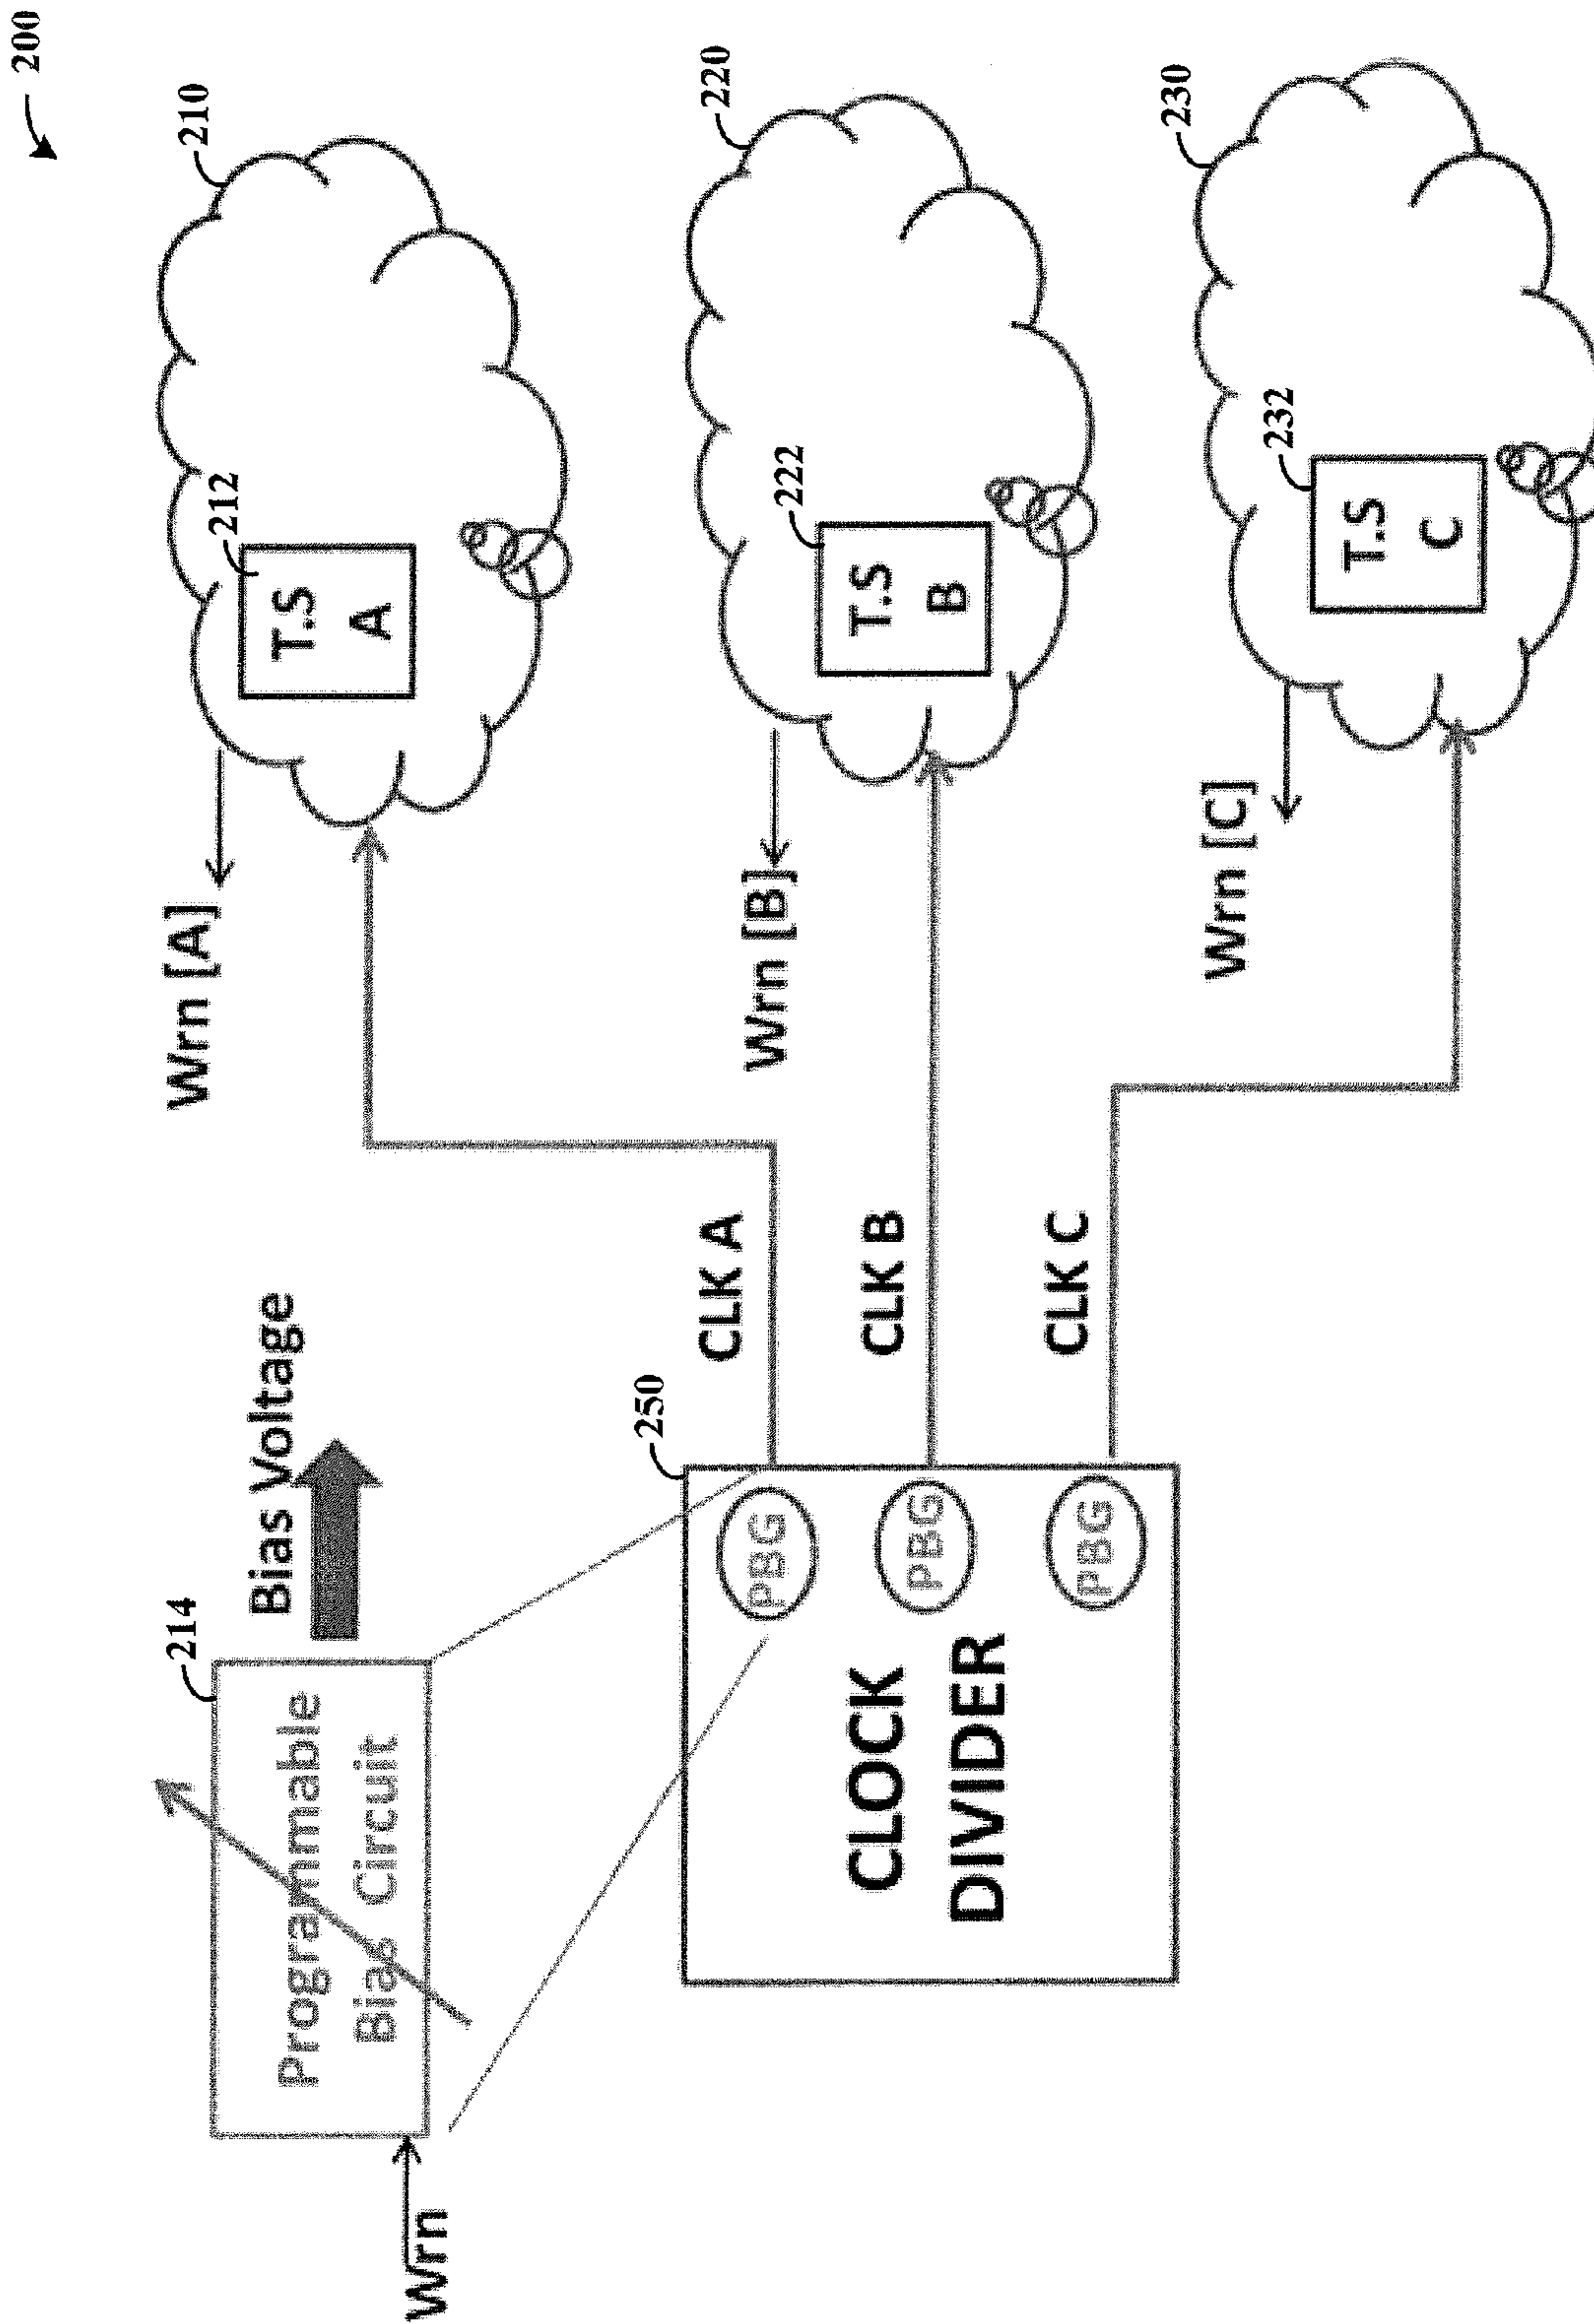 200
210
212
T.S
A
Wrn [A]
220
222
T.S
B
Wrn [B]
230
232
T.S
C
Wrn [C]
Bias Voltage
214
Programmable
Bias Circuit
Wrn
CLK A
CLK B
CLK C
250
PBG
PBG
PBG
CLOCK
DIVIDER